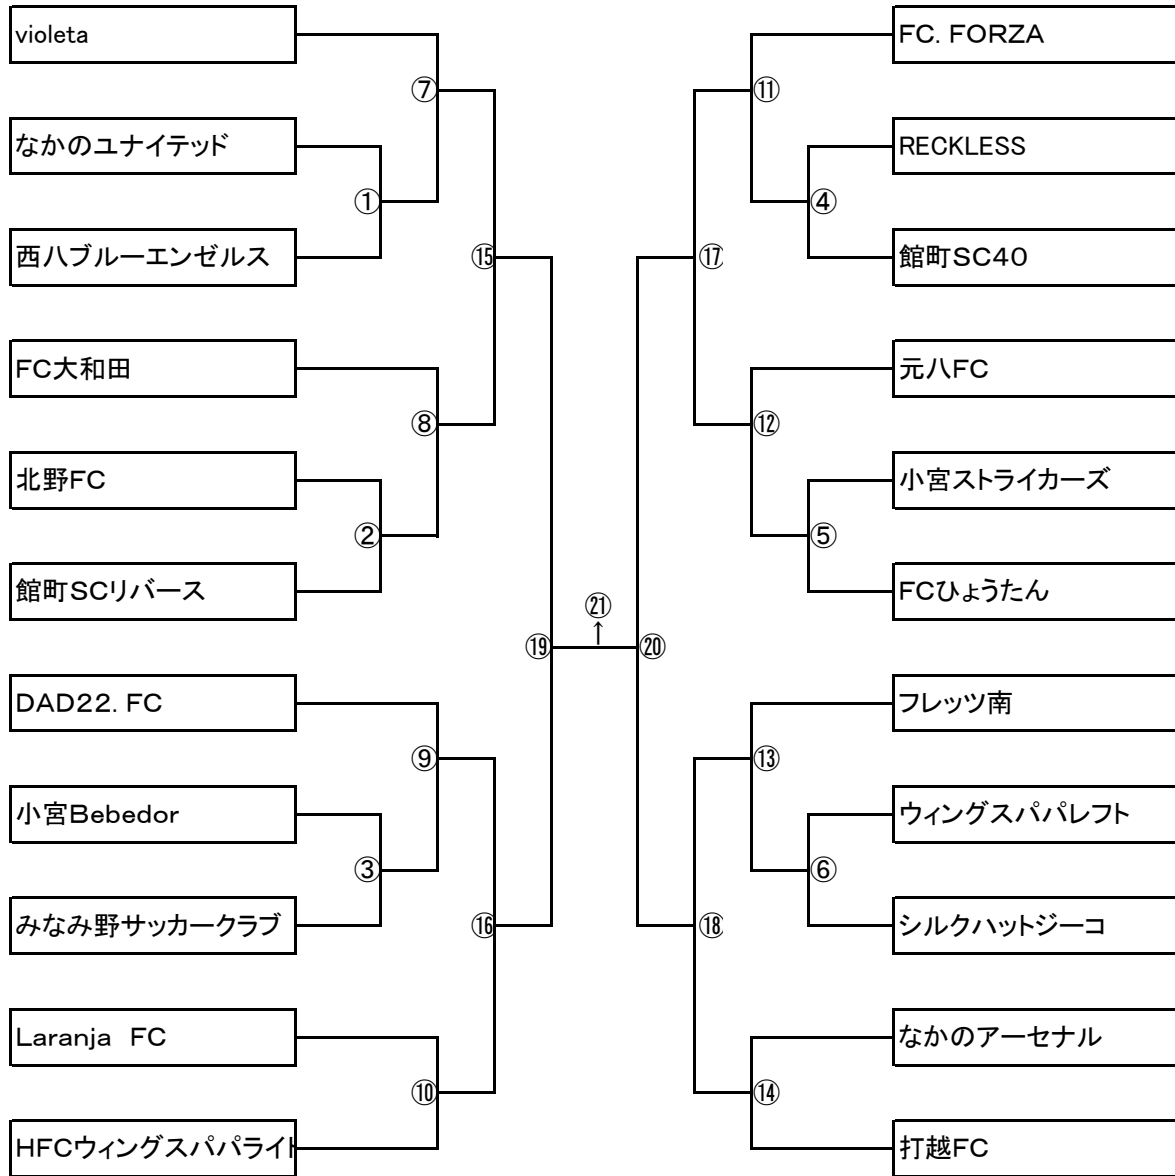 violeta
なかのユナイテッド
西八ブルーエンゼルス
FC大和田
北野FC
館町SCリバース
DAD22. FC
小宮Bebedor
みなみ野サッカークラブ
Laranja FC
HFCウィングスパパライト
⑦
①
⑧
②
⑨
③
⑩
⑮
⑯
⑲
㉑
↑
⑳
⑰
⑱
⑪
④
⑫
⑤
⑬
⑥
⑭
FC. FORZA
RECKLESS
館町SC40
元八FC
小宮ストライカーズ
FCひょうたん
フレッツ南
ウィングスパパレフト
シルクハットジーコ
なかのアーセナル
打越FC